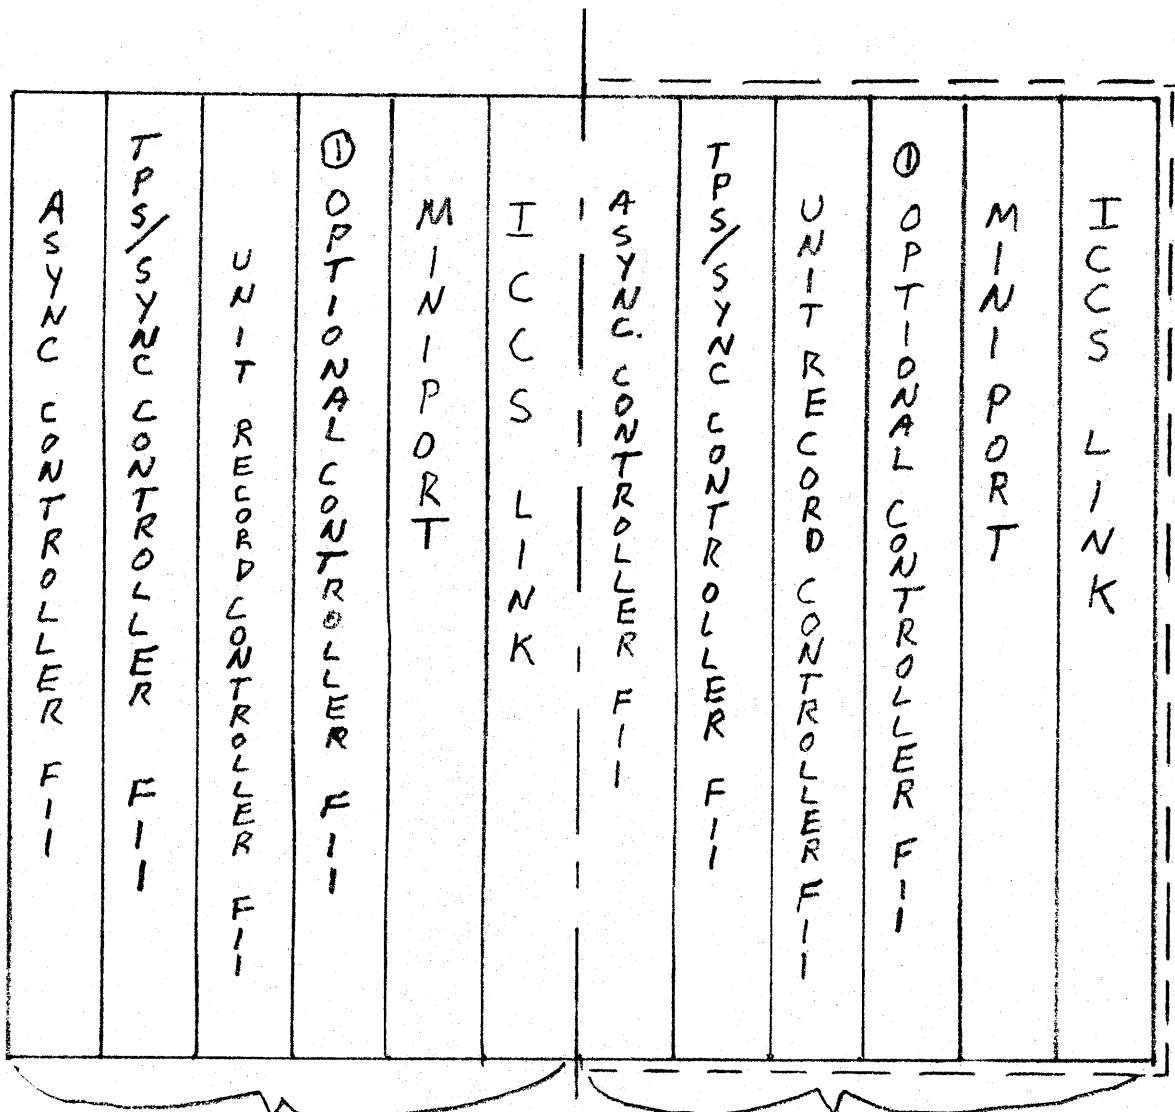 ASYNC CONTROLLER F11
TPS/SYNC CONTROLLER F11
UNIT RECORD CONTROLLER F11
① OPTIONAL CONTROLLER F11
MINIPORT
ICCS LINK
ASYNC. CONTROLLER F11
TPS/SYNC CONTROLLER F11
UNIT RECORD CONTROLLER F11
① OPTIONAL CONTROLLER F11
MINIPORT
ICCS LINK